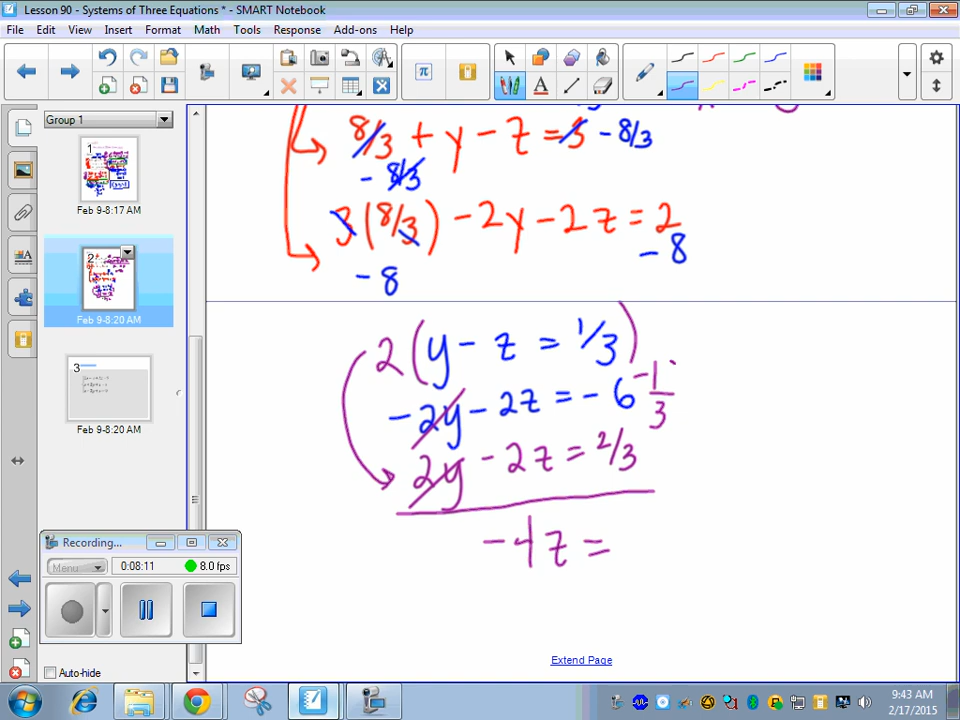 Lesson 90 - Systems of Three Equations * - SMART Notebook
File Edit View Insert Format Math Tools Response Add-ons Help
Group 1
1
Feb 9-8:17 AM
2
Feb 9-8:20 AM
3
Feb 9-8:20 AM
8/3 + y - z = 3 - 8/3
- 8/3
3(8/3) - 2y - 2z = 2
- 8
- 8
2(y - z = 1/3)
- 2y - 2z = - 6 - 1/3
2y - 2z = 2/3
- 4z =
Recording...
Menu 0:08:11 8.0 fps
Auto-hide
Extend Page
9:43 AM
2/17/2015